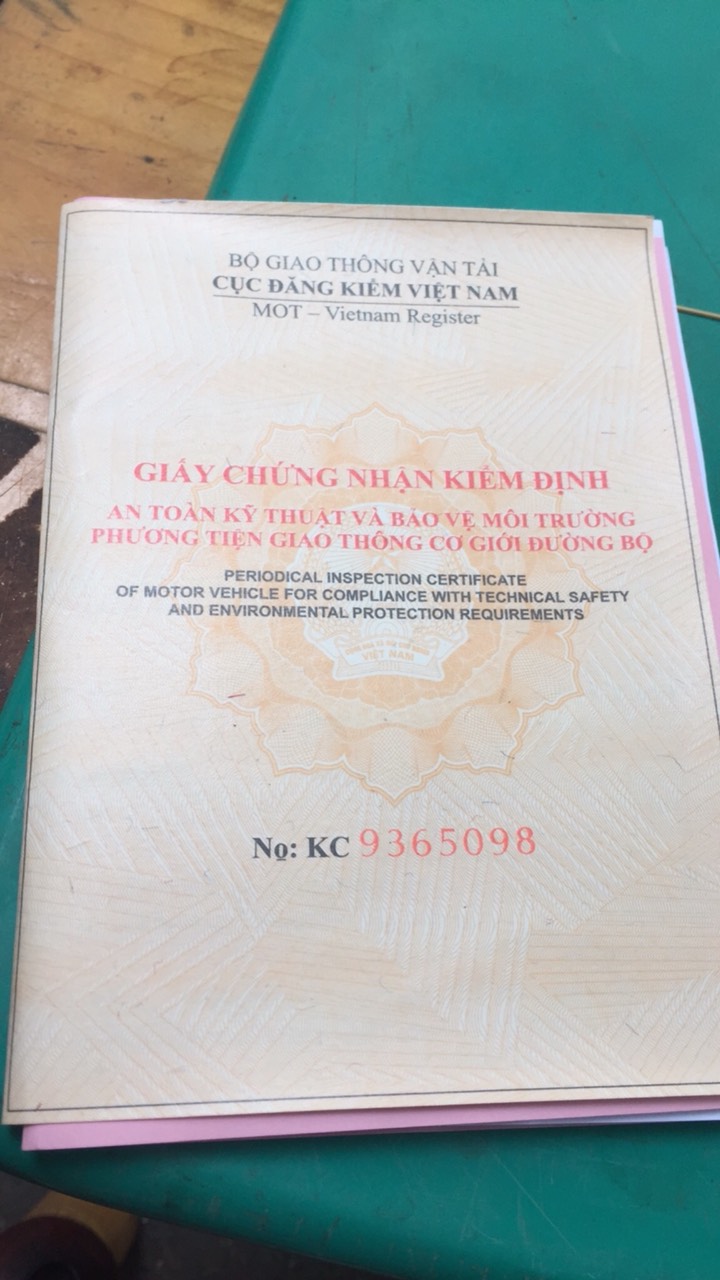 BỘ GIAO THÔNG VẬN TẢI
CỤC ĐĂNG KIỂM VIỆT NAM
MOT – Vietnam Register
GIẤY CHỨNG NHẬN KIỂM ĐỊNH
AN TOÀN KỸ THUẬT VÀ BẢO VỆ MÔI TRƯỜNG
PHƯƠNG TIỆN GIAO THÔNG CƠ GIỚI ĐƯỜNG BỘ
PERIODICAL INSPECTION CERTIFICATE
OF MOTOR VEHICLE FOR COMPLIANCE WITH TECHNICAL SAFETY
AND ENVIRONMENTAL PROTECTION REQUIREMENTS
VIỆT NAM
No: KC 9365098